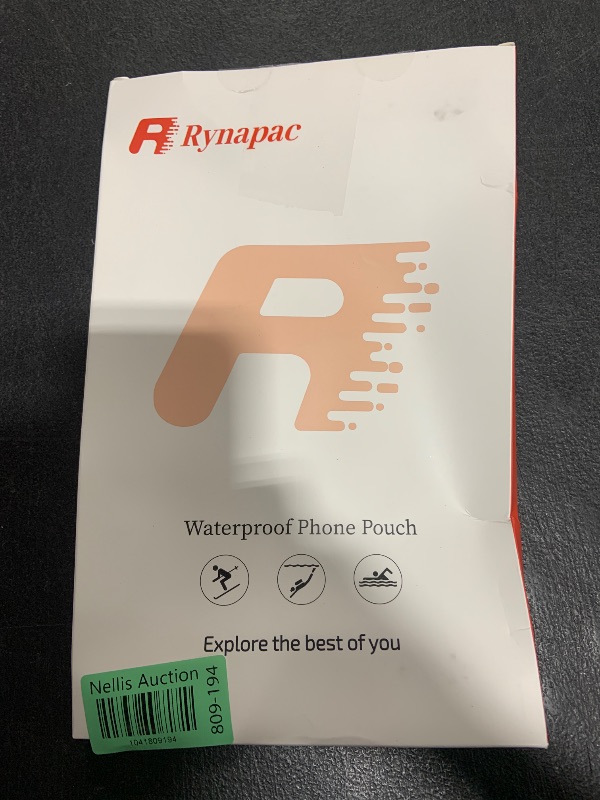 Rynapac
Waterproof Phone Pouch
Explore the best of you
Nellis Auction
809-194
1041809194